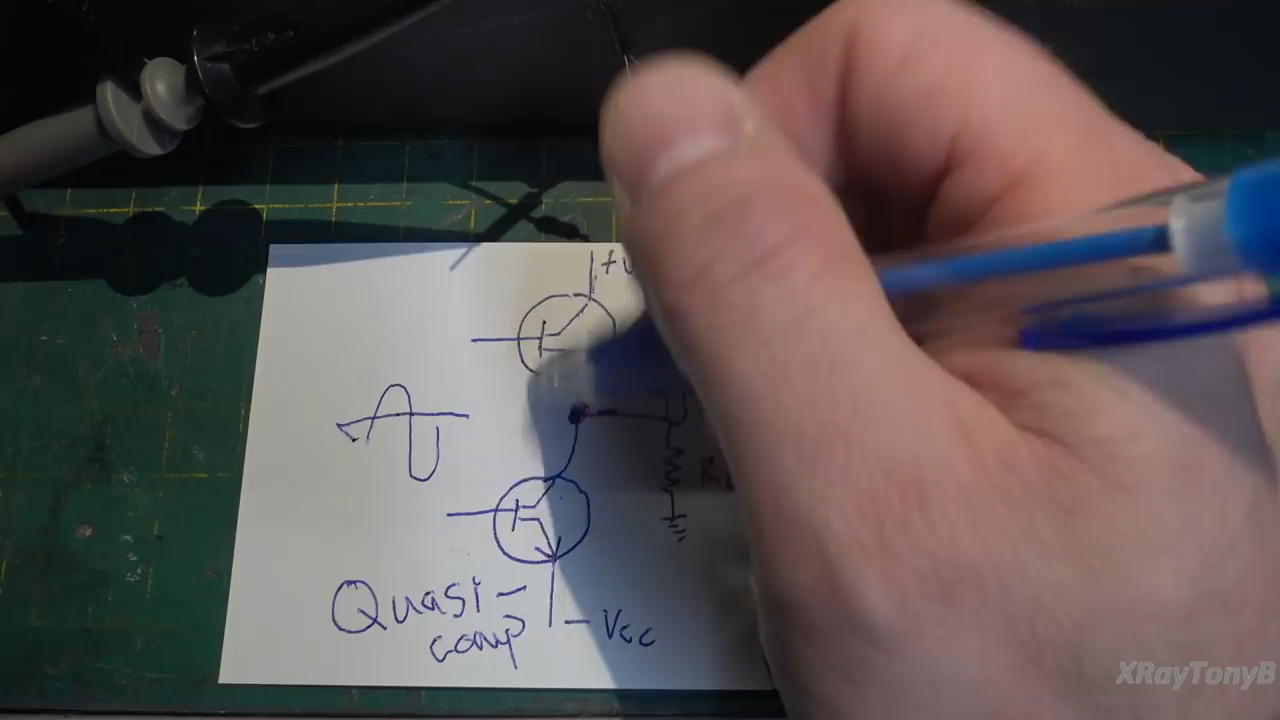 +
Quasi-
comp
- Vcc
R
XRayTonyB